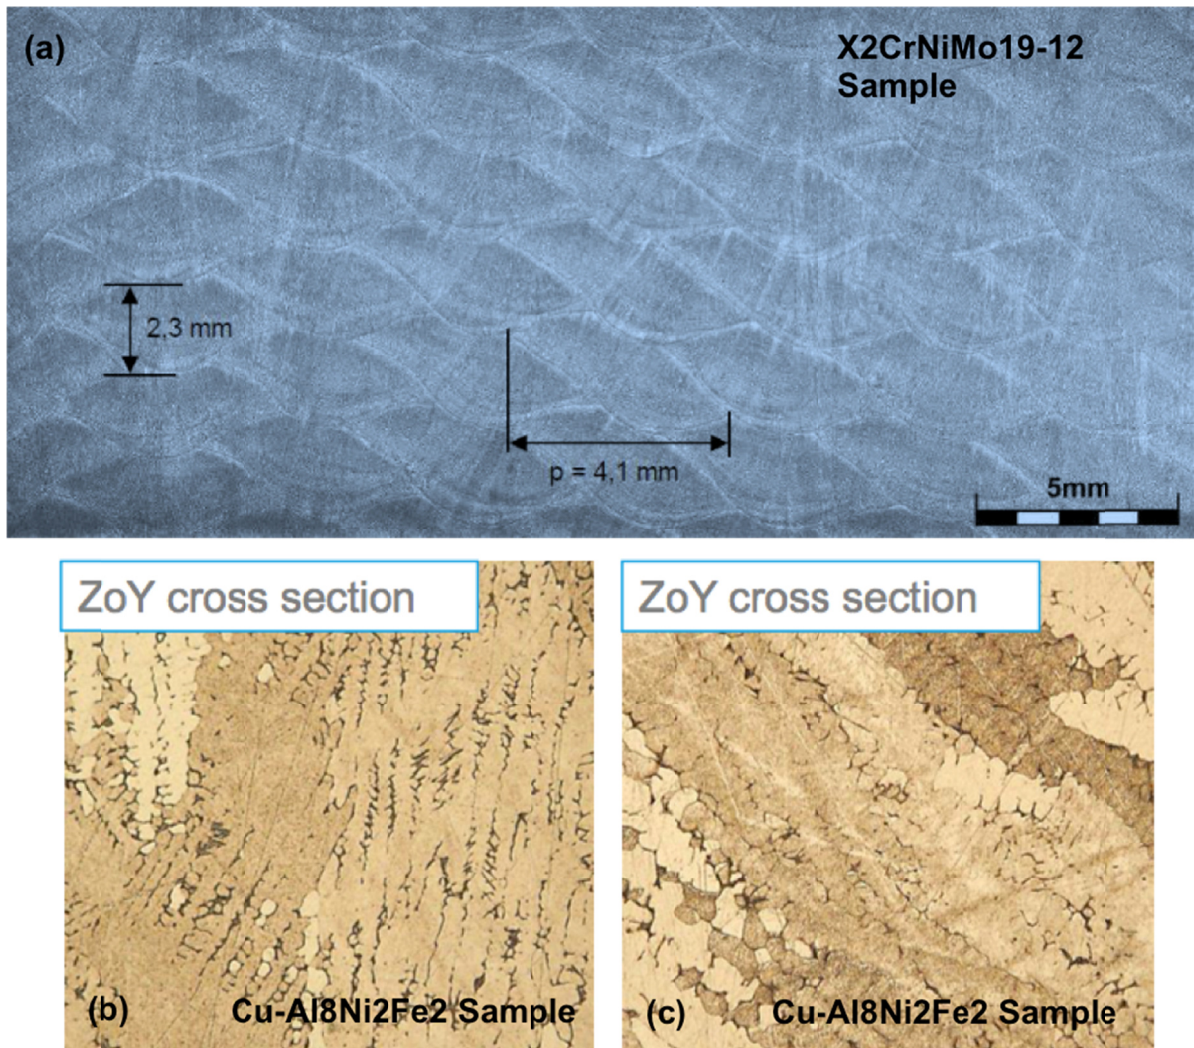 (a)
X2CrNiMo19-12
Sample
2,3 mm
p = 4,1 mm
5mm
ZoY cross section
ZoY cross section
(b)
Cu-Al8Ni2Fe2 Sample
(c)
Cu-Al8Ni2Fe2 Sample